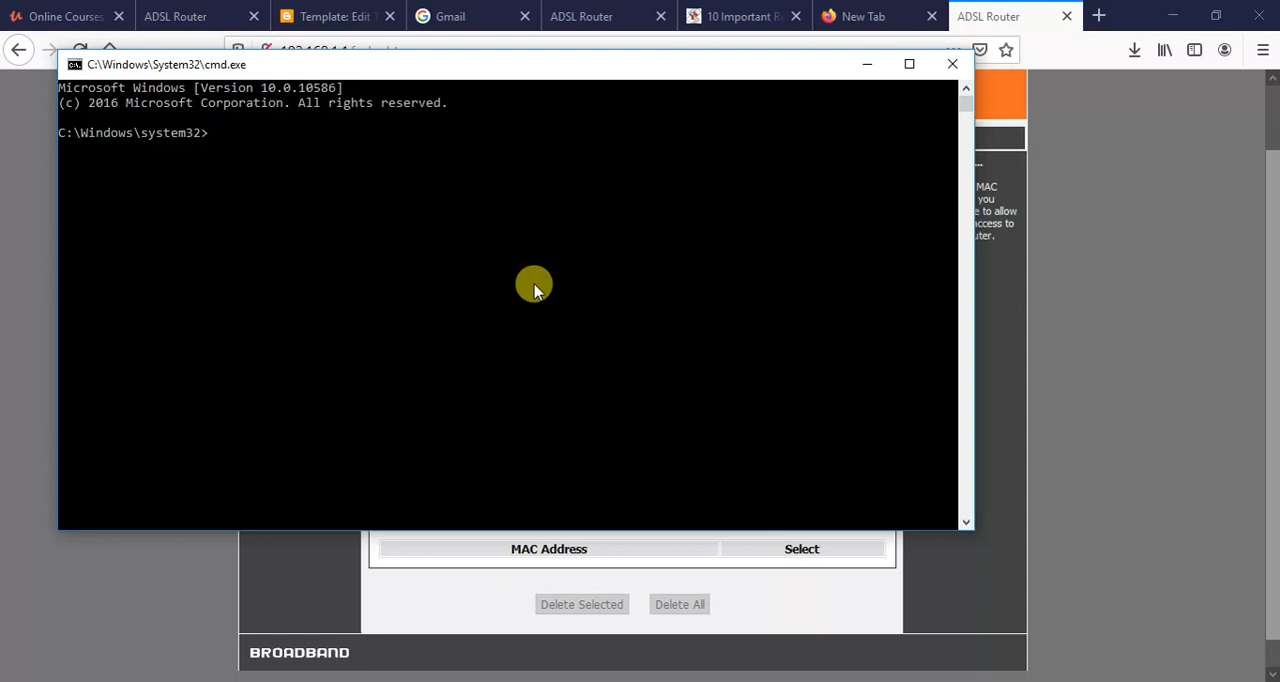 Online Courses
ADSL Router
Template: Edit
Gmail
ADSL Router
10 Important
New Tab
ADSL Router
C:\Windows\System32\cmd.exe
Microsoft Windows [Version 10.0.10586]
(c) 2016 Microsoft Corporation. All rights reserved.
C:\Windows\system32>
MAC
you
e to allow
access to
uter.
MAC Address
Select
Delete Selected
Delete All
BROADBAND